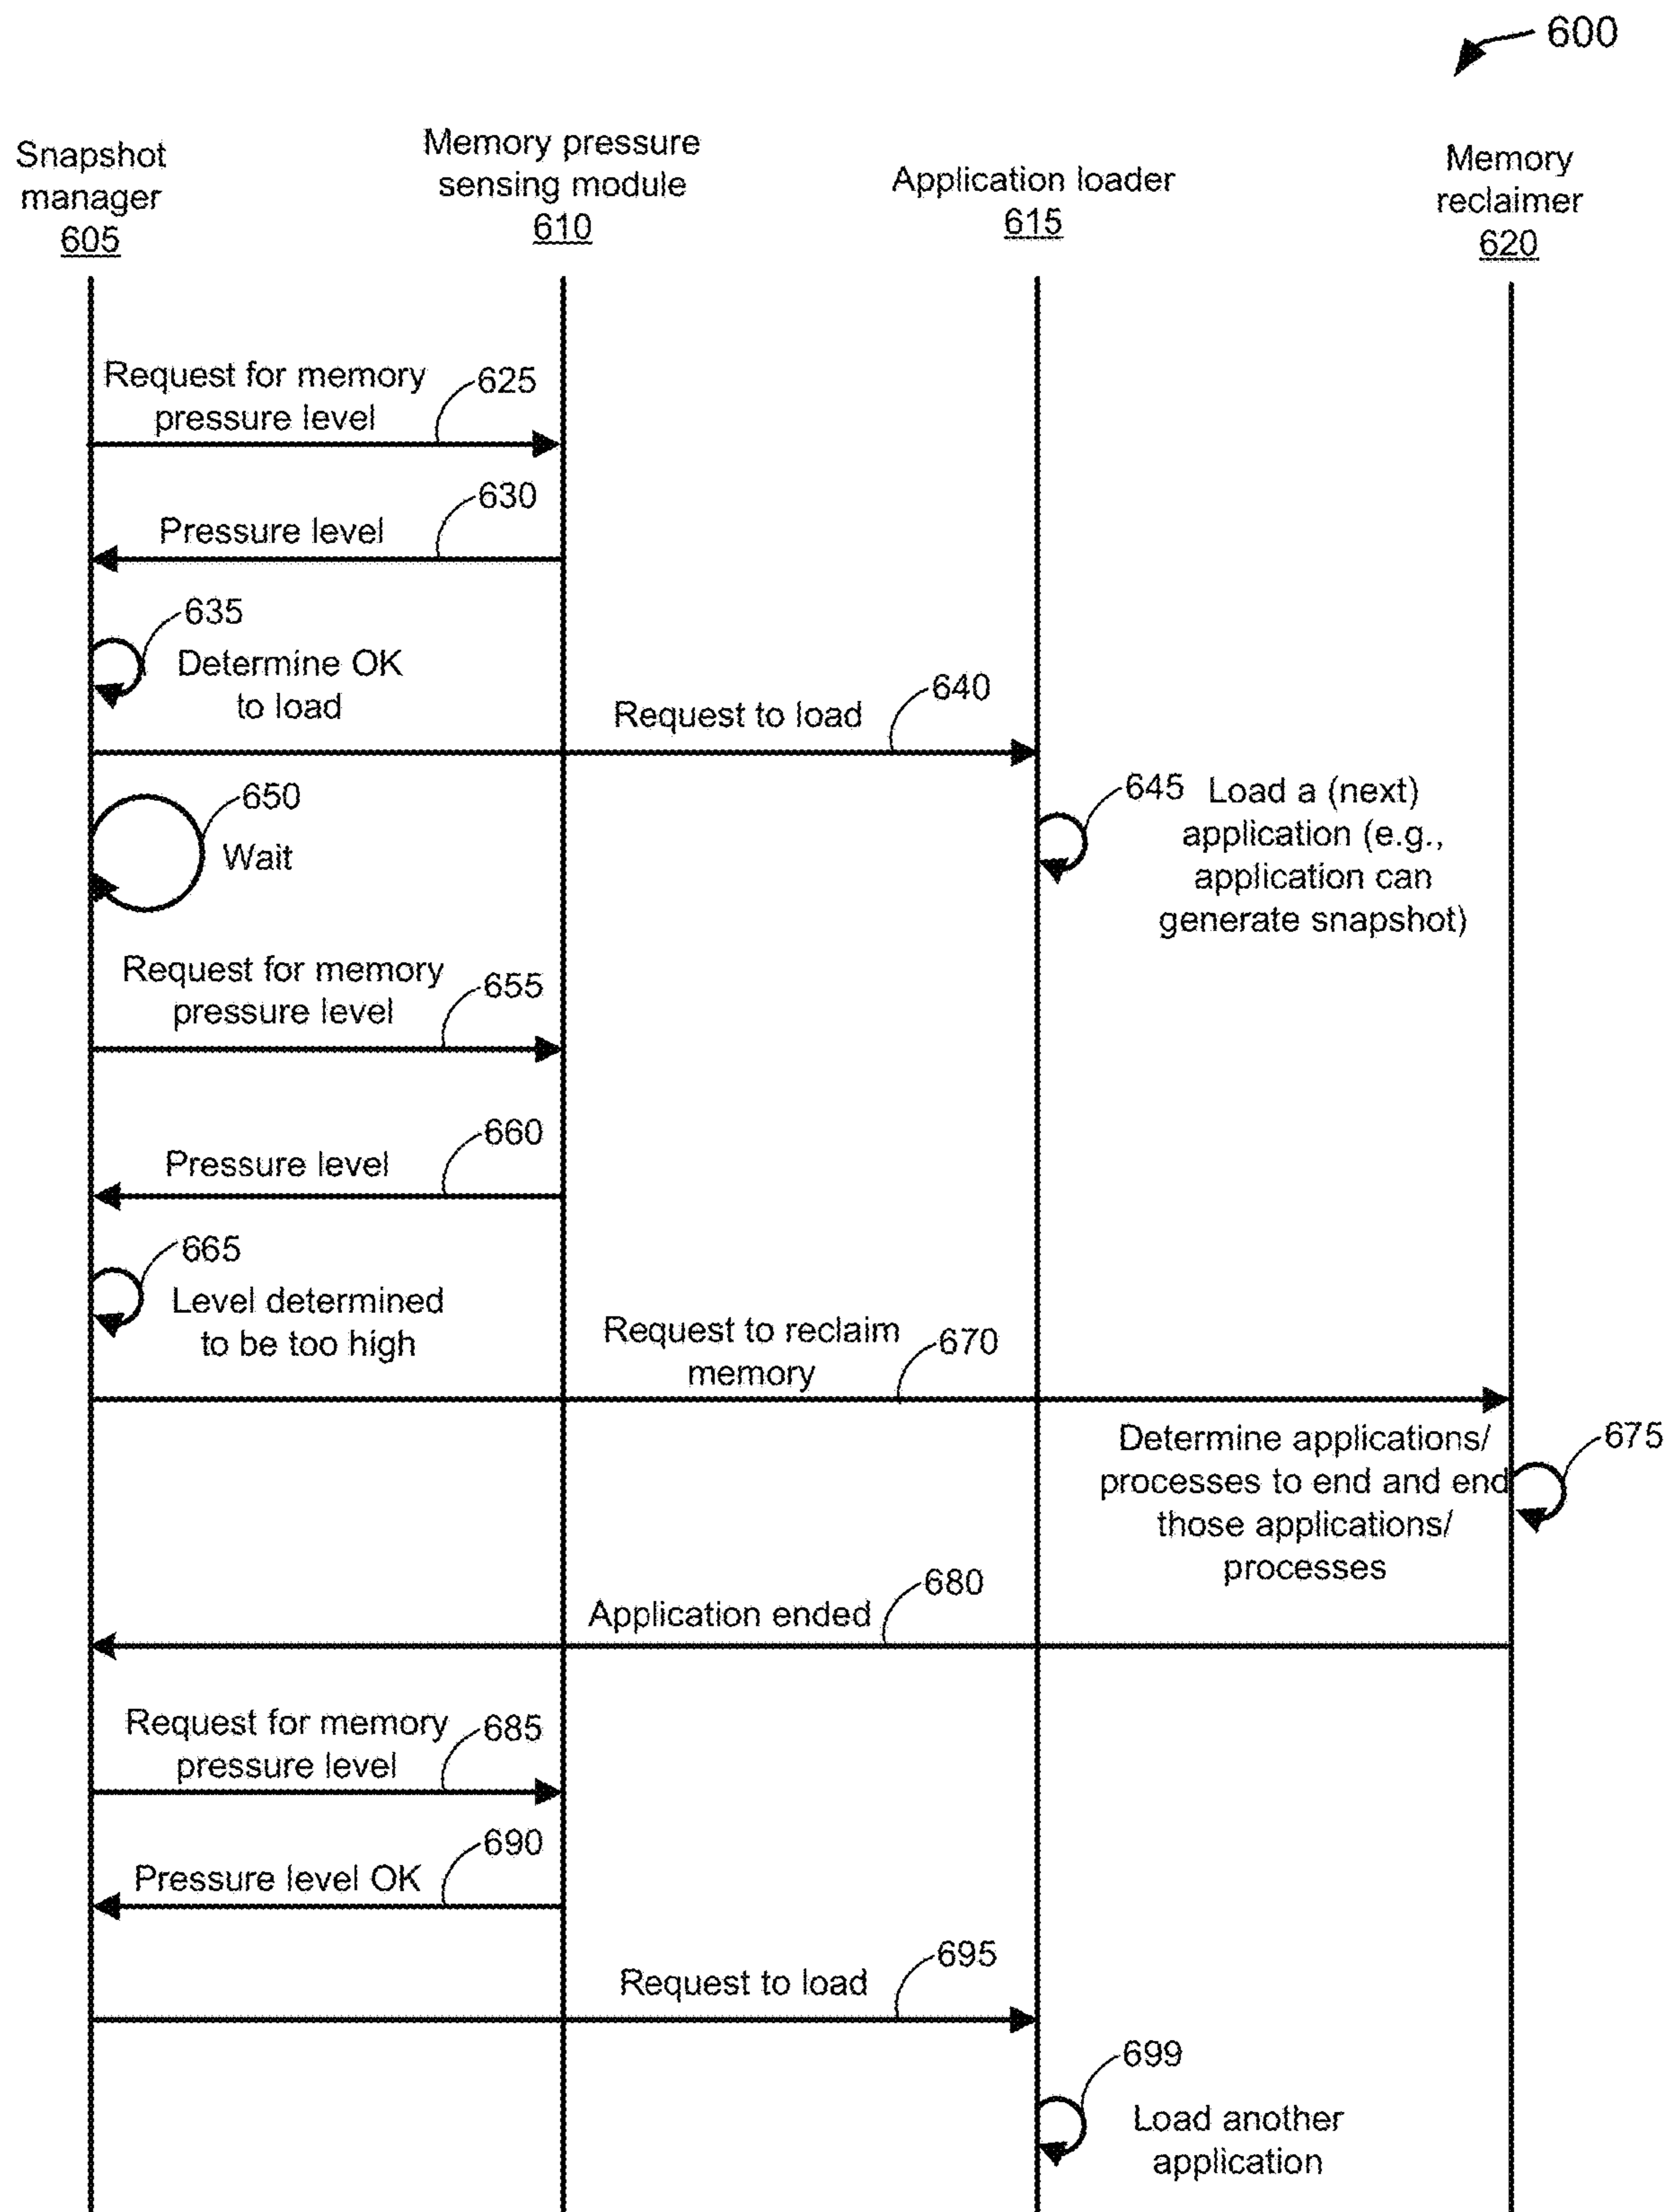 600
Snapshot
manager
605
Memory pressure
sensing module
610
Application loader
615
Memory
reclaimer
620
Request for memory
pressure level
625
630
Pressure level
635
Determine OK
to load
640
Request to load
650
Wait
645
Load a (next)
application (e.g.,
application can
generate snapshot)
Request for memory
pressure level
655
660
Pressure level
665
Level determined
to be too high
Request to reclaim
memory
670
Determine applications/
processes to end and end
those applications/
processes
675
680
Application ended
Request for memory
pressure level
685
690
Pressure level OK
695
Request to load
699
Load another
application